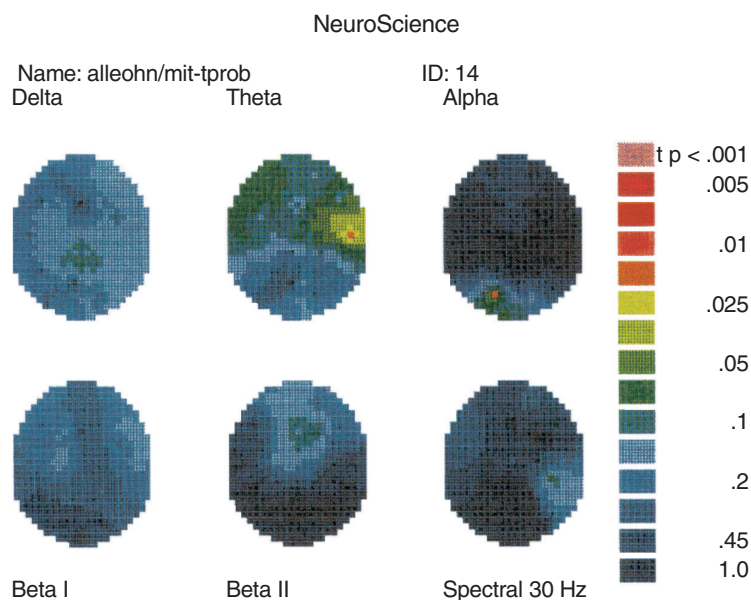 NeuroScience
Name: alleohn/mit-tprob ID: 14
Delta Theta Alpha
t p < .001
.005
.01
.025
.05
.1
.2
.45
1.0
Beta I Beta II Spectral 30 Hz